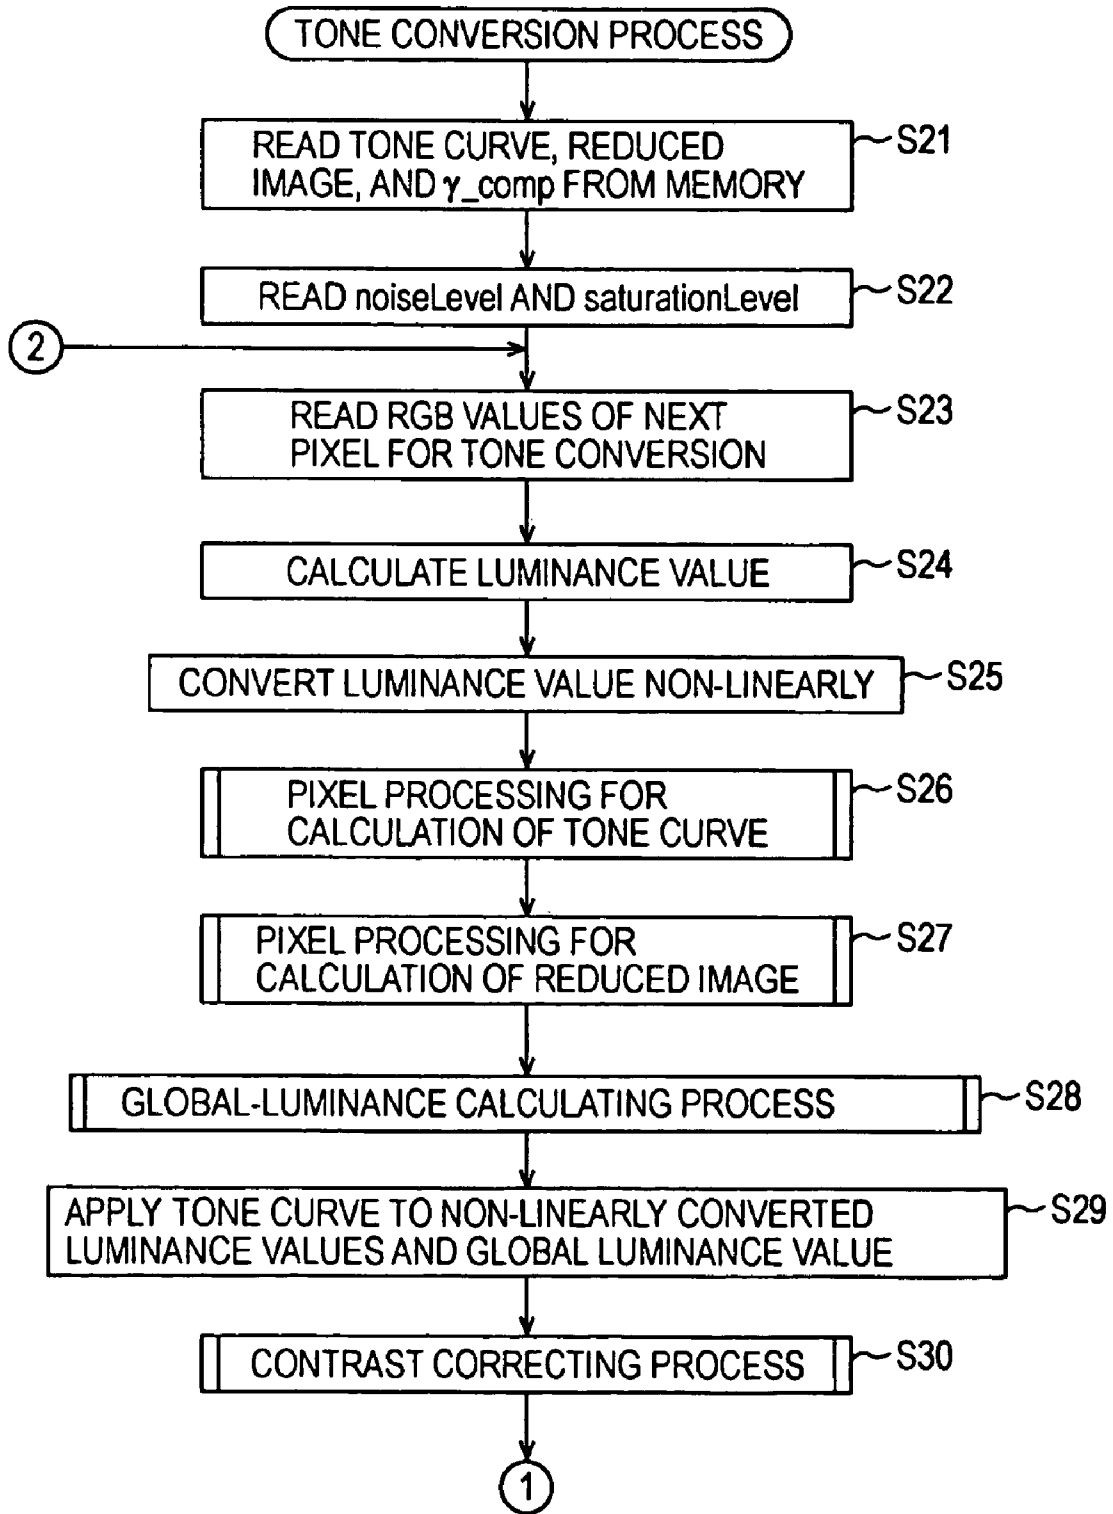 TONE CONVERSION PROCESS
READ TONE CURVE, REDUCED
IMAGE, AND γ_comp FROM MEMORY
S21
READ noiseLevel AND saturationLevel
S22
2
READ RGB VALUES OF NEXT
PIXEL FOR TONE CONVERSION
S23
CALCULATE LUMINANCE VALUE
S24
CONVERT LUMINANCE VALUE NON-LINEARLY
S25
PIXEL PROCESSING FOR
CALCULATION OF TONE CURVE
S26
PIXEL PROCESSING FOR
CALCULATION OF REDUCED IMAGE
S27
GLOBAL-LUMINANCE CALCULATING PROCESS
S28
APPLY TONE CURVE TO NON-LINEARLY CONVERTED
LUMINANCE VALUES AND GLOBAL LUMINANCE VALUE
S29
CONTRAST CORRECTING PROCESS
S30
1